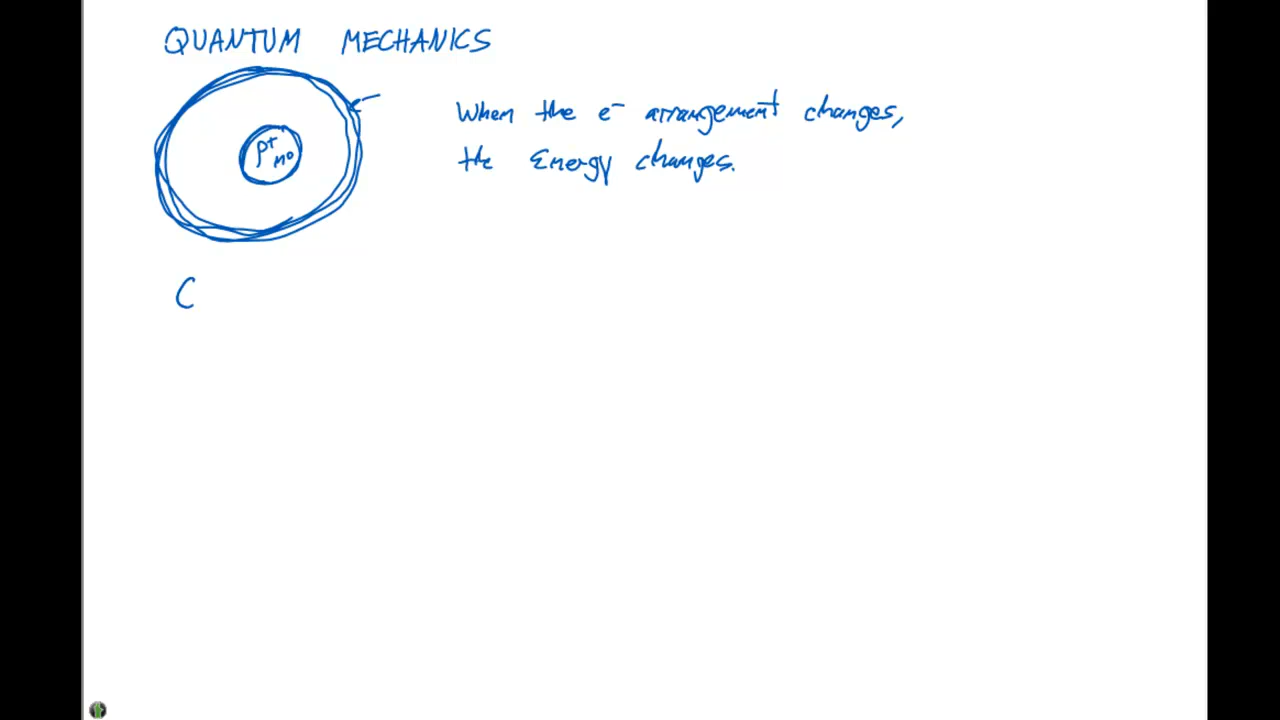 QUANTUM MECHANICS
p+
n0
When the e- arrangement changes,
the Energy changes.
C